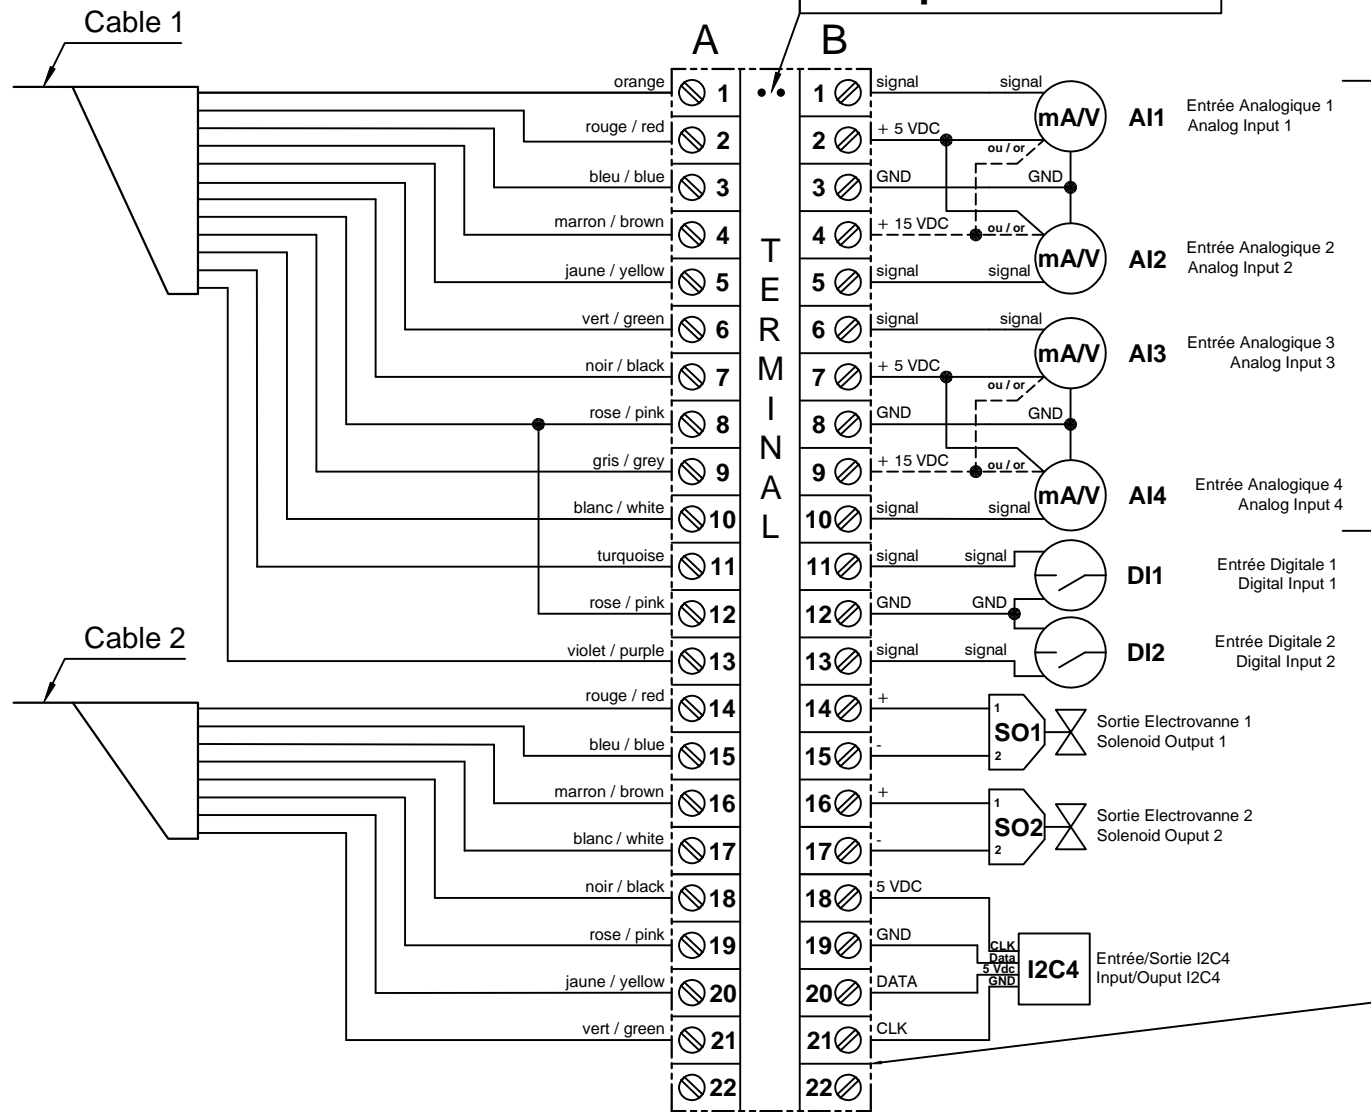 Cable 1
A B
orange 1 1 signal signal
mA/V AI1 Entrée Analogique 1
Analog Input 1
rouge / red 2 2 + 5 VDC
ou / or
bleu / blue 3 3 GND GND
marron / brown 4 4 + 15 VDC ou / or
mA/V AI2 Entrée Analogique 2
Analog Input 2
jaune / yellow 5 5 signal signal
vert / green 6 6 signal signal
mA/V AI3 Entrée Analogique 3
Analog Input 3
noir / black 7 7 + 5 VDC
ou / or
rose / pink 8 8 GND GND
gris / grey 9 9 + 15 VDC ou / or
mA/V AI4 Entrée Analogique 4
Analog Input 4
blanc / white 10 10 signal signal
TERMINAL
turquoise 11 11 signal signal
DI1 Entrée Digitale 1
Digital Input 1
rose / pink 12 12 GND GND
Cable 2
violet / purple 13 13 signal signal
DI2 Entrée Digitale 2
Digital Input 2
rouge / red 14 14 + 1
SO1 Sortie Electrovanne 1
Solenoid Output 1
bleu / blue 15 15 - 2
marron / brown 16 16 + 1
SO2 Sortie Electrovanne 2
Solenoid Ouput 2
blanc / white 17 17 - 2
noir / black 18 18 5 VDC
rose / pink 19 19 GND
CLK
Data
5 Vdc
GND
I2C4 Entrée/Sortie I2C4
Input/Ouput I2C4
jaune / yellow 20 20 DATA
vert / green 21 21 CLK
22 22